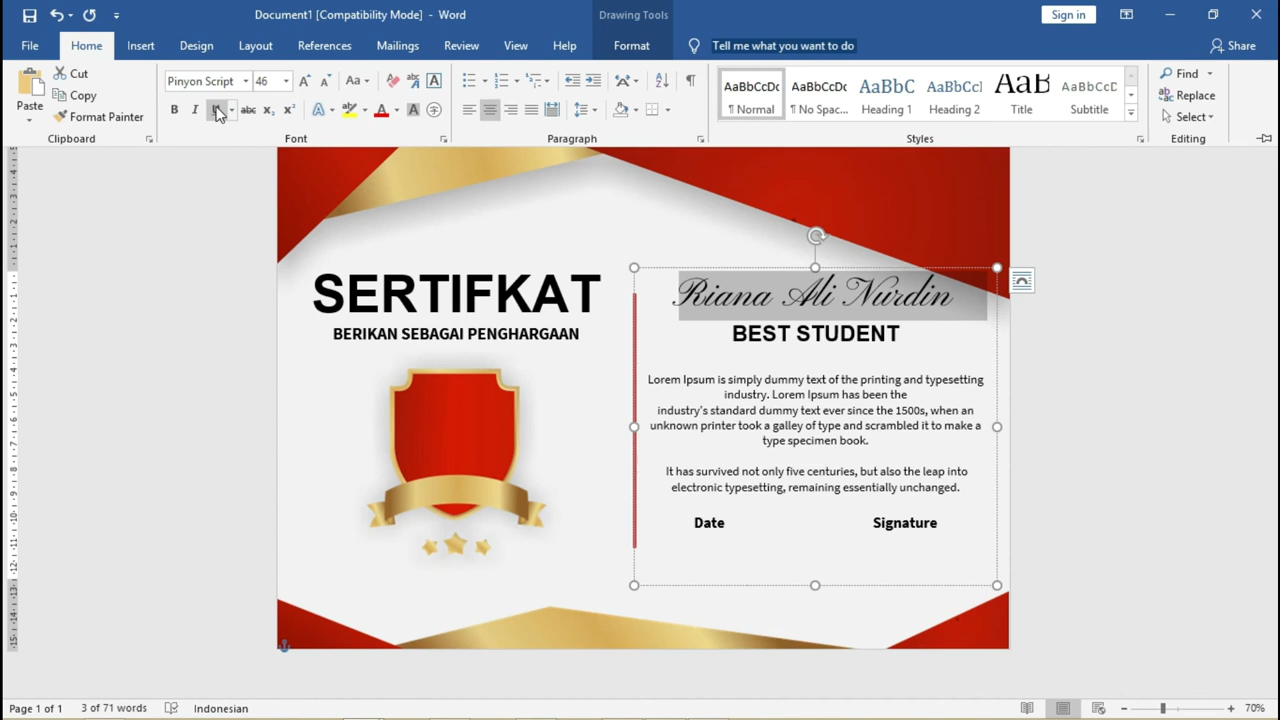 Document1 [Compatibility Mode] - Word
Drawing Tools
Sign in
File
Home
Insert
Design
Layout
References
Mailings
Review
View
Help
Format
Tell me what you want to do
Share
Paste
Cut
Copy
Format Painter
Clipboard
Pinyon Script
46
Font
Paragraph
AaBbCcDc
¶ Normal
AaBbCcDc
¶ No Spac...
AaBbC
Heading 1
AaBbCcl
Heading 2
AaB
Title
AaBbCcl
Subtitle
Styles
Find
Replace
Select
Editing
SERTIFKAT
BERIKAN SEBAGAI PENGHARGAAN
Riana Ali Nurdin
BEST STUDENT
Lorem Ipsum is simply dummy text of the printing and typesetting
industry. Lorem Ipsum has been the
industry's standard dummy text ever since the 1500s, when an
unknown printer took a galley of type and scrambled it to make a
type specimen book.
It has survived not only five centuries, but also the leap into
electronic typesetting, remaining essentially unchanged.
Date
Signature
Page 1 of 1
3 of 71 words
Indonesian
70%